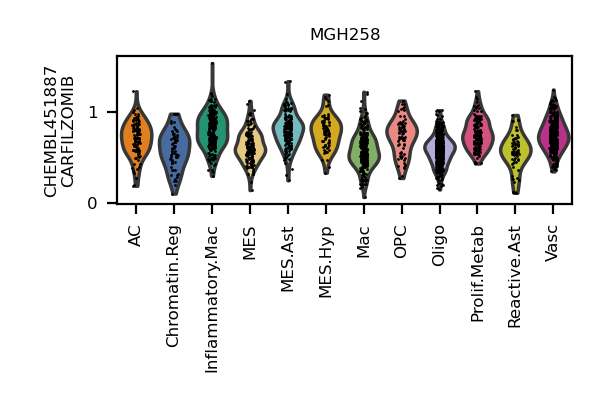 MGH258
CHEMBL451887
CARFILZOMIB
1
0
AC
Chromatin.Reg
Inflammatory.Mac
MES
MES.Ast
MES.Hyp
Mac
OPC
Oligo
Prolif.Metab
Reactive.Ast
Vasc